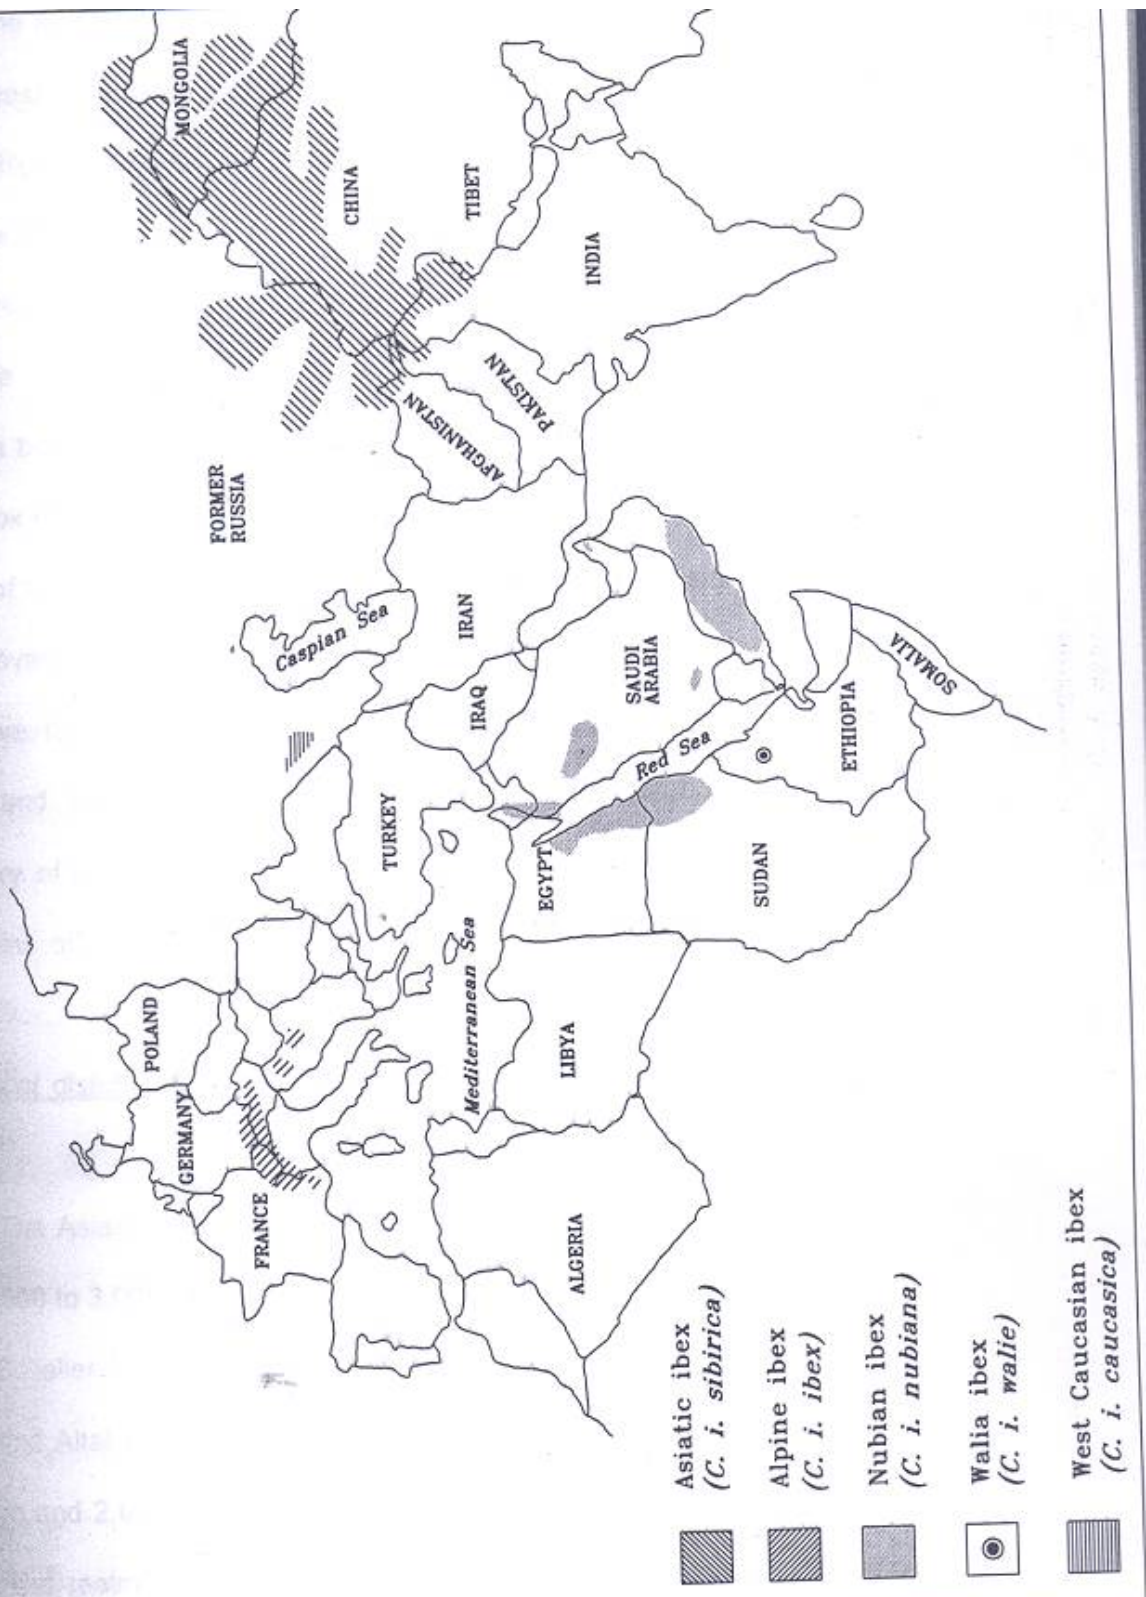 MONGOLIA
CHINA
TIBET
INDIA
PAKISTAN
AFGHANISTAN
FORMER
RUSSIA
Caspian Sea
IRAN
IRAQ
SAUDI
ARABIA
Red Sea
SOMALIA
ETHIOPIA
TURKEY
EGYPT
SUDAN
Mediterranean Sea
LIBYA
POLAND
GERMANY
FRANCE
ALGERIA
Asiatic ibex
(C. i. sibirica)
Alpine ibex
(C. i. ibex)
Nubian ibex
(C. i. nubiana)
Walia ibex
(C. i. walie)
West Caucasian ibex
(C. i. caucasica)